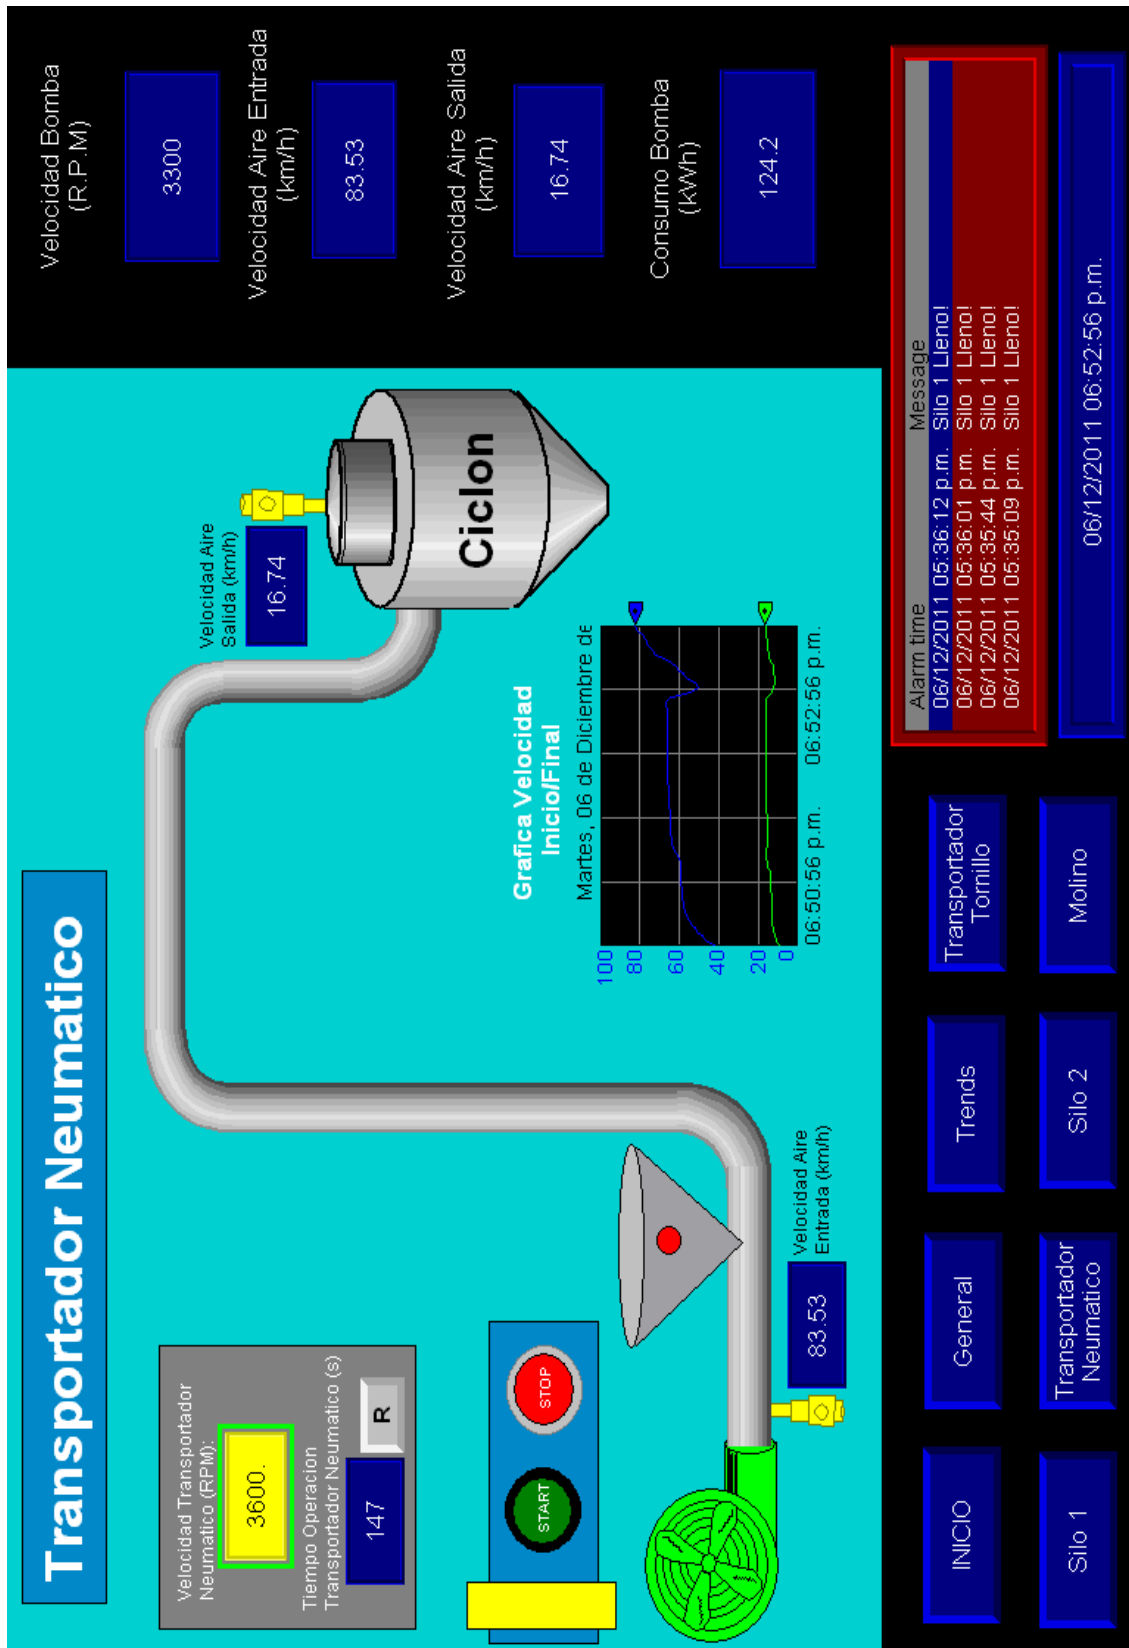 Transportador Neumatico
Velocidad Transportador
Neumatico (RPM):
3600.
Tiempo Operacion
Transportador Neumatico (s)
147
R
START
STOP
Velocidad Aire
Entrada (km/h)
83.53
Velocidad Aire
Salida (km/h)
16.74
Ciclon
Grafica Velocidad
Inicio/Final
Martes, 06 de Diciembre de
100
80
60
40
20
0
06:50:56 p.m.
06:52:56 p.m.
Velocidad Bomba
(R.P.M)
3300
Velocidad Aire Entrada
(km/h)
83.53
Velocidad Aire Salida
(km/h)
16.74
Consumo Bomba
(kWh)
124.2
INICIO
General
Trends
Transportador
Tornillo
Silo 1
Transportador
Neumatico
Silo 2
Molino
Alarm time Message
06/12/2011 05:36:12 p.m. Silo 1 Lleno!
06/12/2011 05:36:01 p.m. Silo 1 Lleno!
06/12/2011 05:35:44 p.m. Silo 1 Lleno!
06/12/2011 05:35:09 p.m. Silo 1 Lleno!
06/12/2011 06:52:56 p.m.